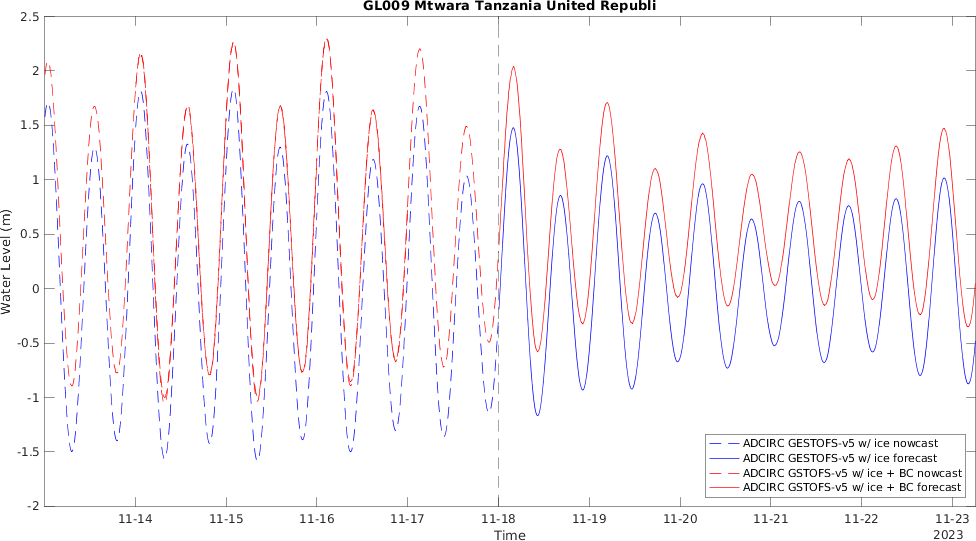 GL009 Mtwara Tanzania United Republi
2.5
2
1.5
1
0.5
0
-0.5
-1
-1.5
-2
Water Level (m)
11-14 11-15 11-16 11-17 11-18 11-19 11-20 11-21 11-22 11-23
Time
2023
ADCIRC GESTOFS-v5 w/ ice nowcast
ADCIRC GESTOFS-v5 w/ ice forecast
ADCIRC GSTOFS-v5 w/ ice + BC nowcast
ADCIRC GSTOFS-v5 w/ ice + BC forecast